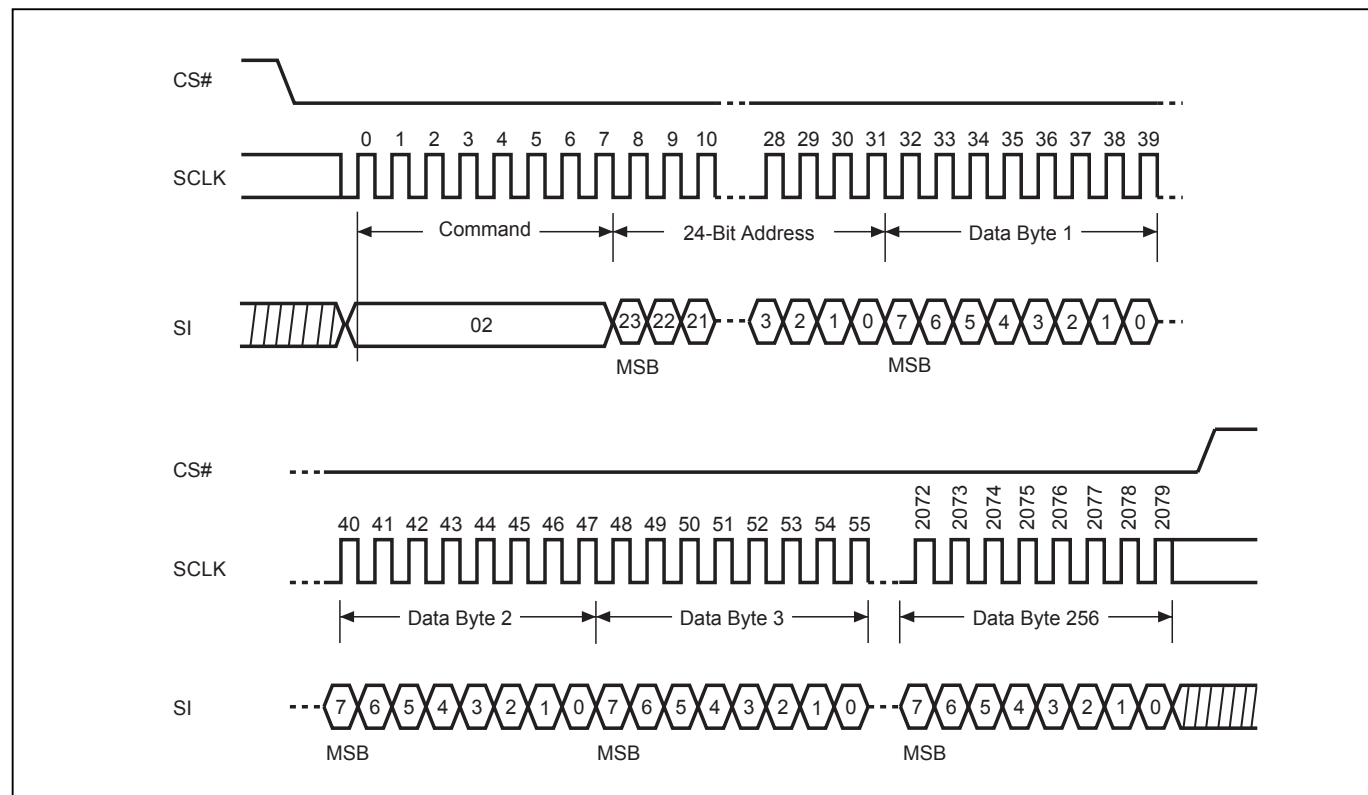 CS#
0 1 2 3 4 5 6 7 8 9 10 28 29 30 31 32 33 34 35 36 37 38 39
SCLK
Command 24-Bit Address Data Byte 1
SI 02 23 22 21 3 2 1 0 7 6 5 4 3 2 1 0
MSB MSB
CS#
40 41 42 43 44 45 46 47 48 49 50 51 52 53 54 55 2072 2073 2074 2075 2076 2077 2078 2079
SCLK
Data Byte 2 Data Byte 3 Data Byte 256
SI 7 6 5 4 3 2 1 0 7 6 5 4 3 2 1 0 7 6 5 4 3 2 1 0
MSB MSB MSB